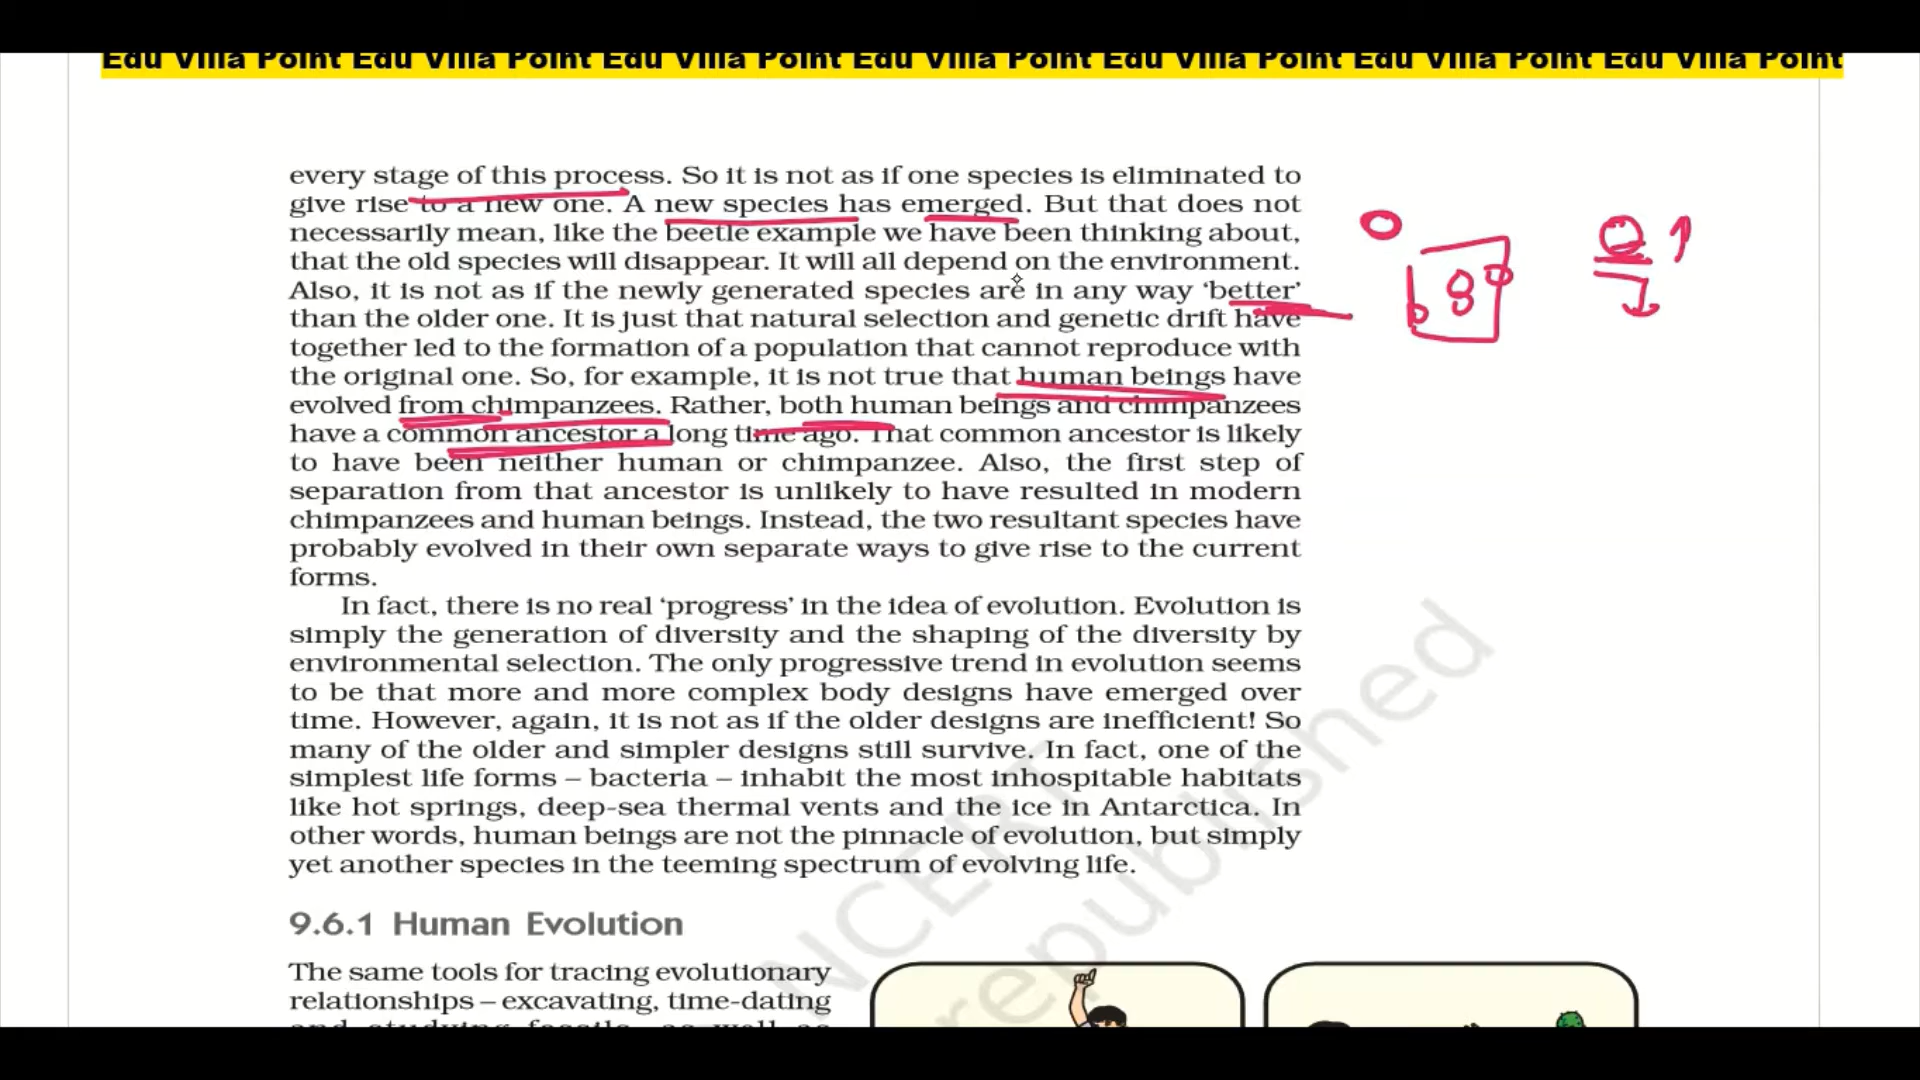 Edu Villa Point Edu Villa Point Edu Villa Point Edu Villa Point Edu Villa Point Edu Villa Point Edu Villa Point
every stage of this process. So it is not as if one species is eliminated to
give rise to a new one. A new species has emerged. But that does not
necessarily mean, like the beetle example we have been thinking about,
that the old species will disappear. It will all depend on the environment.
Also, it is not as if the newly generated species are in any way ‘better’
than the older one. It is just that natural selection and genetic drift have
together led to the formation of a population that cannot reproduce with
the original one. So, for example, it is not true that human beings have
evolved from chimpanzees. Rather, both human beings and chimpanzees
have a common ancestor a long time ago. That common ancestor is likely
to have been neither human or chimpanzee. Also, the first step of
separation from that ancestor is unlikely to have resulted in modern
chimpanzees and human beings. Instead, the two resultant species have
probably evolved in their own separate ways to give rise to the current
forms.
In fact, there is no real ‘progress’ in the idea of evolution. Evolution is
simply the generation of diversity and the shaping of the diversity by
environmental selection. The only progressive trend in evolution seems
to be that more and more complex body designs have emerged over
time. However, again, it is not as if the older designs are inefficient! So
many of the older and simpler designs still survive. In fact, one of the
simplest life forms – bacteria – inhabit the most inhospitable habitats
like hot springs, deep-sea thermal vents and the ice in Antarctica. In
other words, human beings are not the pinnacle of evolution, but simply
yet another species in the teeming spectrum of evolving life.
9.6.1 Human Evolution
The same tools for tracing evolutionary
relationships – excavating, time-dating
and studying fossils, as well as
NCERT
republished